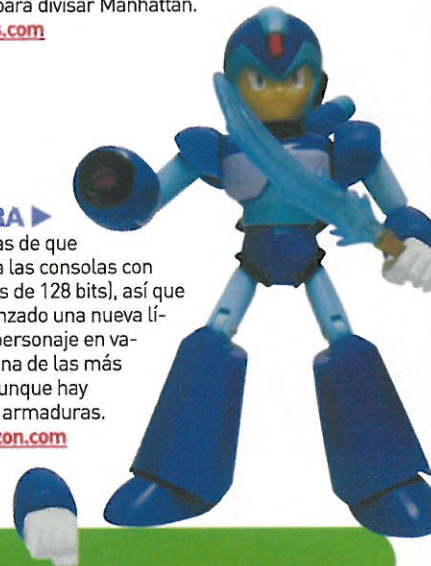 para divisar Manhattan.
s.com
RA ▶
as de que
a las consolas con
s de 128 bits), así que
nzado una nueva lí-
personaje en va-
na de las más
unque hay
armaduras.
zon.com